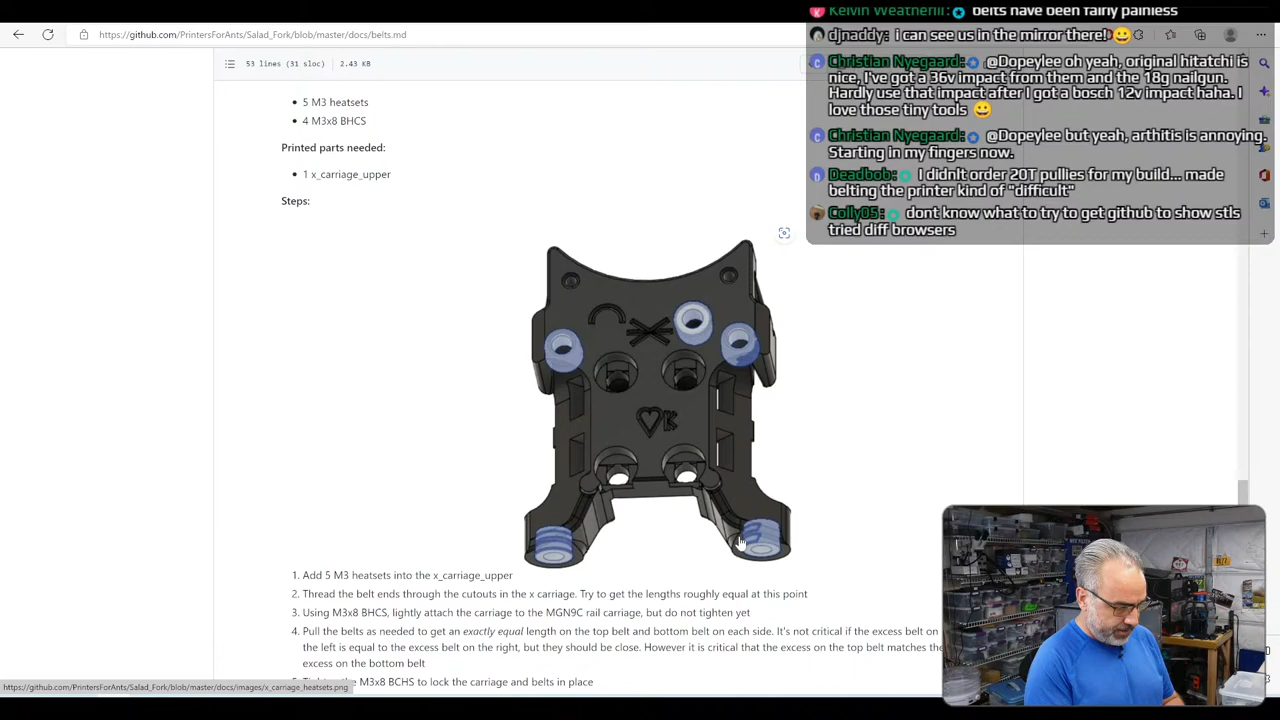 https://github.com/PrintersForAnts/Salad_Fork/blob/master/docs/belts.md
Kelvin Weatherill: belts have been fairly painless
djnaddy: i can see us in the mirror there! 😀
Christian Nyegaard: @Dopeylee oh yeah, original hitatchi is
nice, I've got a 36v impact from them and the 18g nailgun.
Hardly use that impact after I got a bosch 12v impact haha. I
love those tiny tools 😀
Christian Nyegaard: @Dopeylee but yeah, arthitis is annoying.
Starting in my fingers now.
Deadbob: I didnlt order 20T pullies for my build... made
belting the printer kind of "difficult"
Colly05: dont know what to try to get github to show stls
tried diff browsers
53 lines (31 sloc) 2.43 KB
• 5 M3 heatsets
• 4 M3x8 BHCS
Printed parts needed:
• 1 x_carriage_upper
Steps:
K
1. Add 5 M3 heatsets into the x_carriage_upper
2. Thread the belt ends through the cutouts in the x carriage. Try to get the lengths roughly equal at this point
3. Using M3x8 BHCS, lightly attach the carriage to the MGN9C rail carriage, but do not tighten yet
4. Pull the belts as needed to get an exactly equal length on the top belt and bottom belt on each side. It's not critical if the excess belt on
the left is equal to the excess belt on the right, but they should be close. However it is critical that the excess on the top belt matches the
excess on the bottom belt
the M3x8 BCHS to lock the carriage and belts in place
https://github.com/PrintersForAnts/Salad_Fork/blob/master/docs/images/x_carriage_heatsets.png